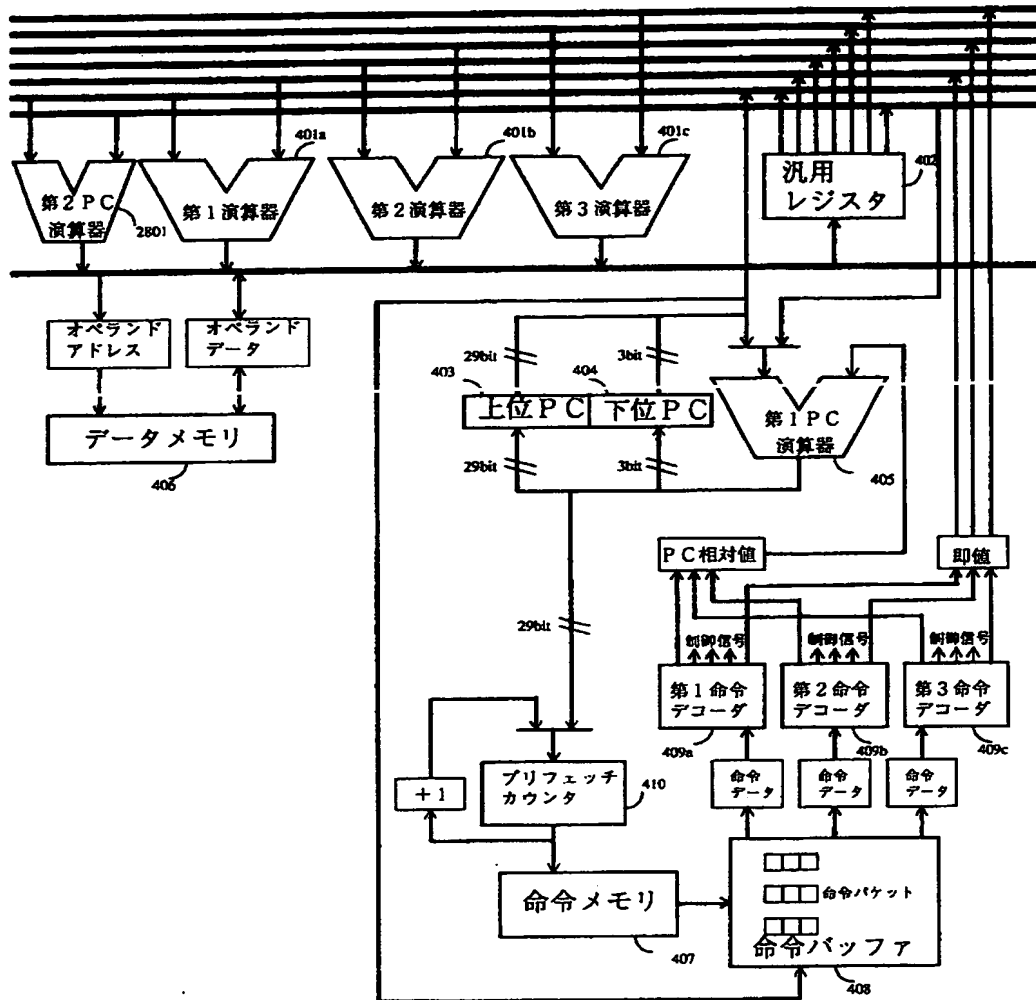 401a
401b
401c
402
第2PC
演算器
2801
第1演算器
第2演算器
第3演算器
汎用
レジスタ
オペランド
アドレス
オペランド
データ
データメモリ
406
29bit
3bit
403
404
上位PC
下位PC
29bit
3bit
第1PC
演算器
405
PC相対値
即値
29bit
制御信号
制御信号
制御信号
第1命令
デコーダ
第2命令
デコーダ
第3命令
デコーダ
409a
409b
409c
命令
データ
命令
データ
命令
データ
+1
プリフェッチ
カウンタ
410
命令メモリ
407
命令パケット
命令バッファ
408